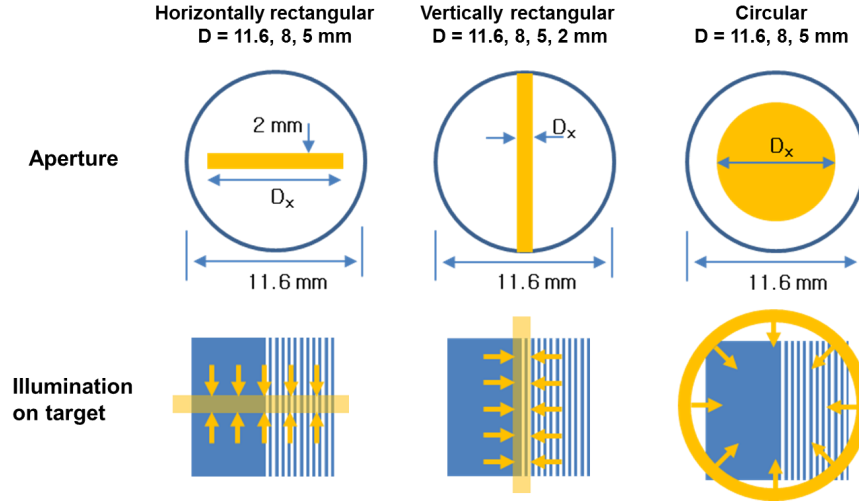 Horizontally rectangular
D = 11.6, 8, 5 mm
Vertically rectangular
D = 11.6, 8, 5, 2 mm
Circular
D = 11.6, 8, 5 mm
Aperture
2 mm
Dx
11.6 mm
Dx
11.6 mm
Dx
11.6 mm
Illumination
on target